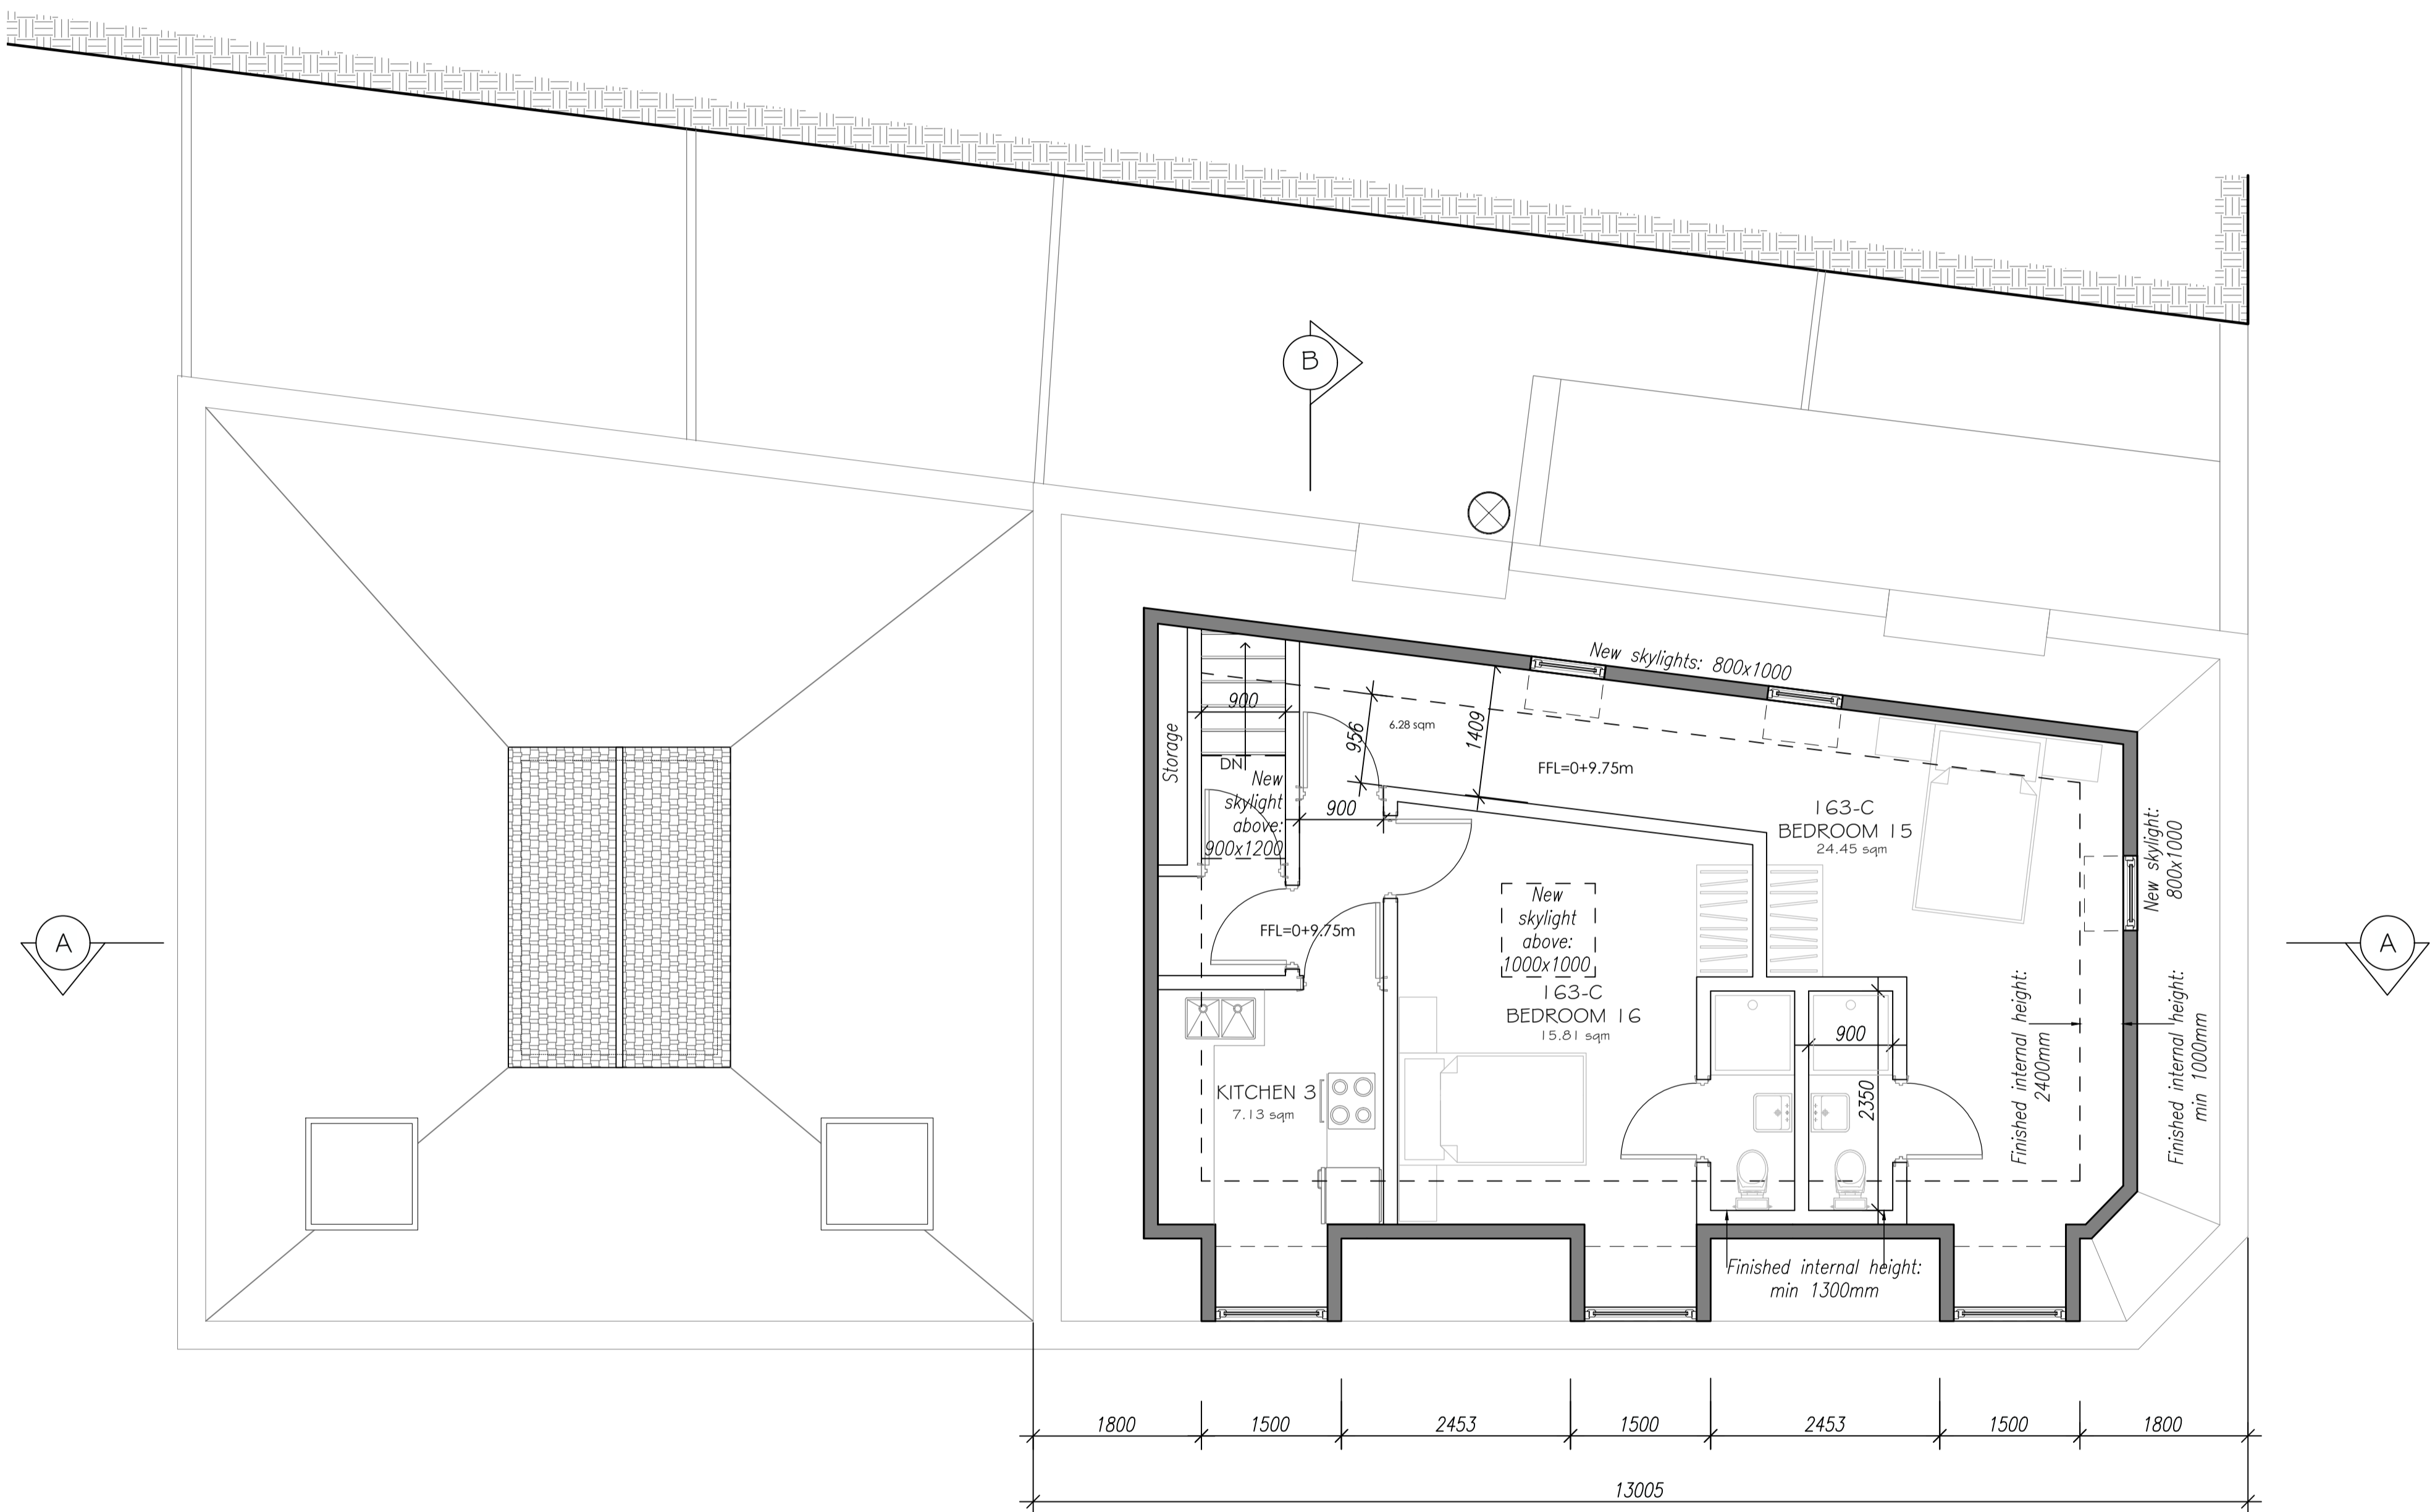 B
New skylights: 800x1000
900
Storage
956
6.28 sqm
1409
DN
FFL=0+9.75m
New
skylight
above:
900x1200
900
163-C
BEDROOM 15
24.45 sqm
New skylight:
800x1000
A
FFL=0+9.75m
New
skylight
above:
1000x1000
163-C
BEDROOM 16
15.81 sqm
A
900
2350
KITCHEN 3
7.13 sqm
Finished internal height:
2400mm
Finished internal height:
min 1000mm
Finished internal height:
min 1300mm
1800
1500
2453
1500
2453
1500
1800
13005